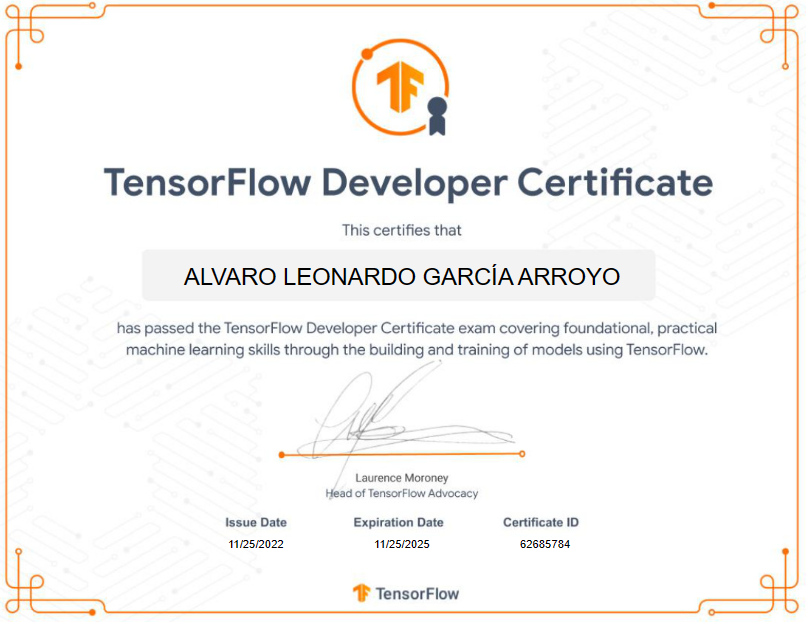 TensorFlow Developer Certificate
This certifies that
ALVARO LEONARDO GARCÍA ARROYO
has passed the TensorFlow Developer Certificate exam covering foundational, practical
machine learning skills through the building and training of models using TensorFlow.
Laurence Moroney
Head of TensorFlow Advocacy
Issue Date Expiration Date Certificate ID
11/25/2022 11/25/2025 62685784
TensorFlow